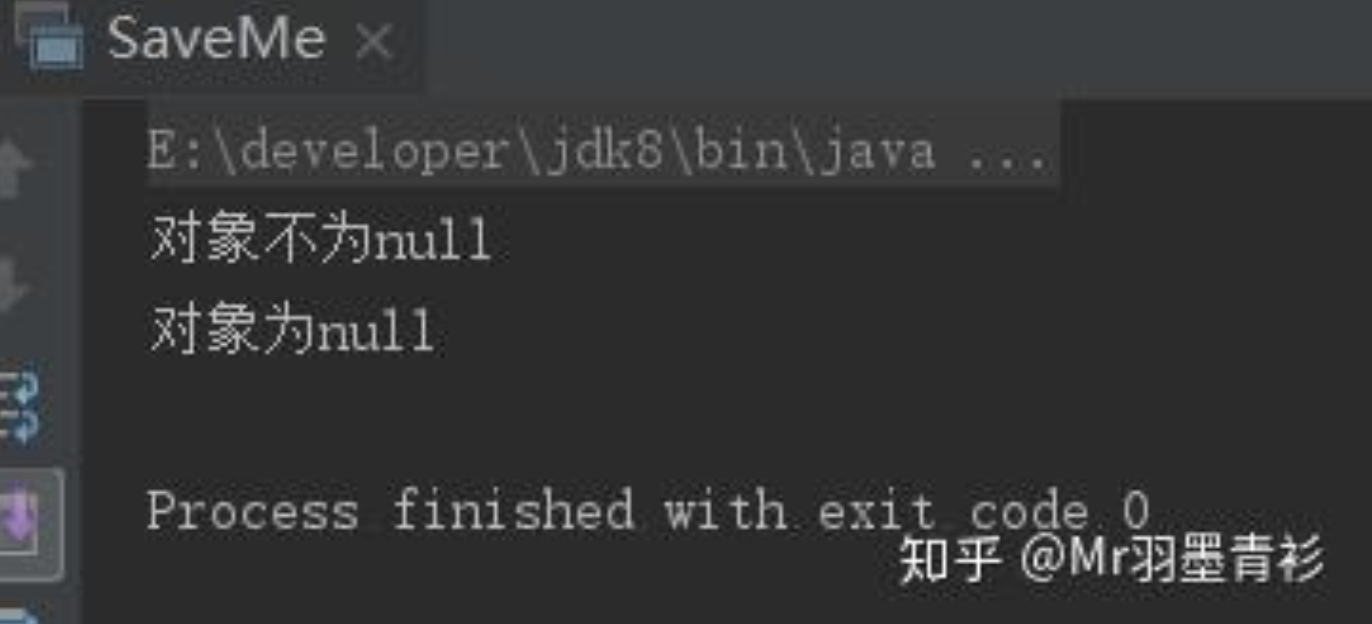 SaveMe
E:\developer\jdk8\bin\java ...
对象不为null
对象为null
Process finished with exit code 0
知乎 @Mr羽墨青衫